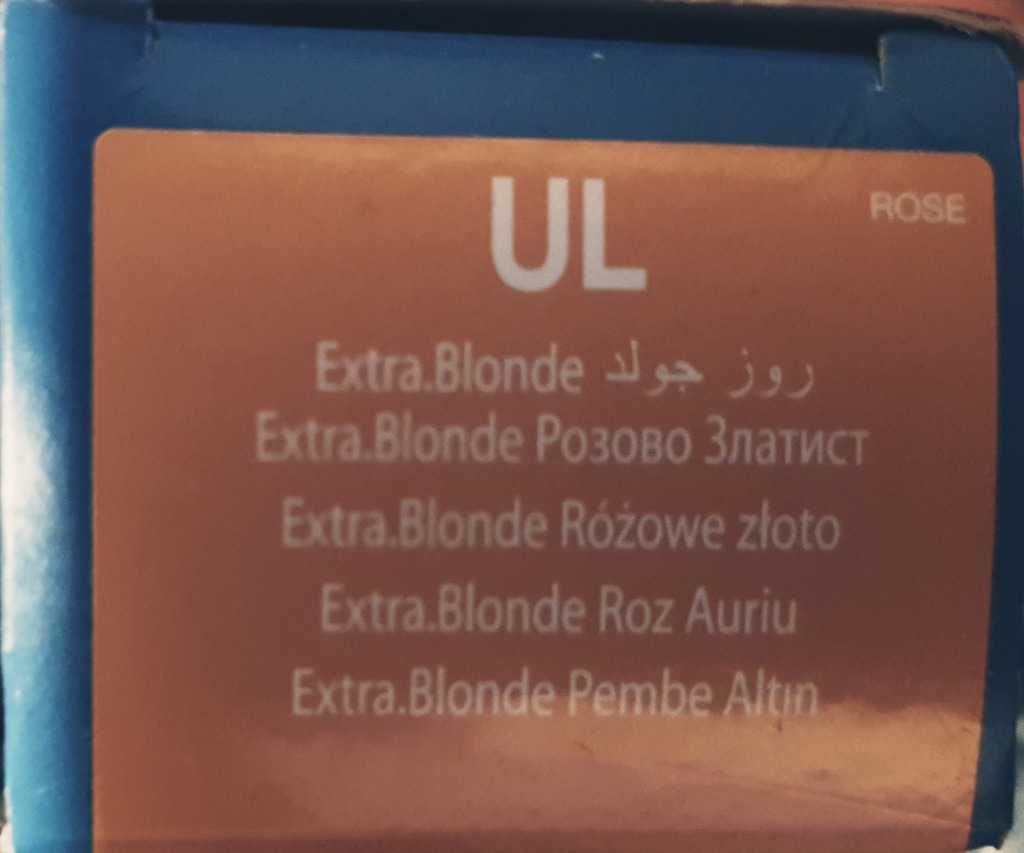 UL
ROSE
Extra.Blonde روز جولد
Extra.Blonde Розово Златист
Extra.Blonde Różowe złoto
Extra.Blonde Roz Auriu
Extra.Blonde Pembe Altın